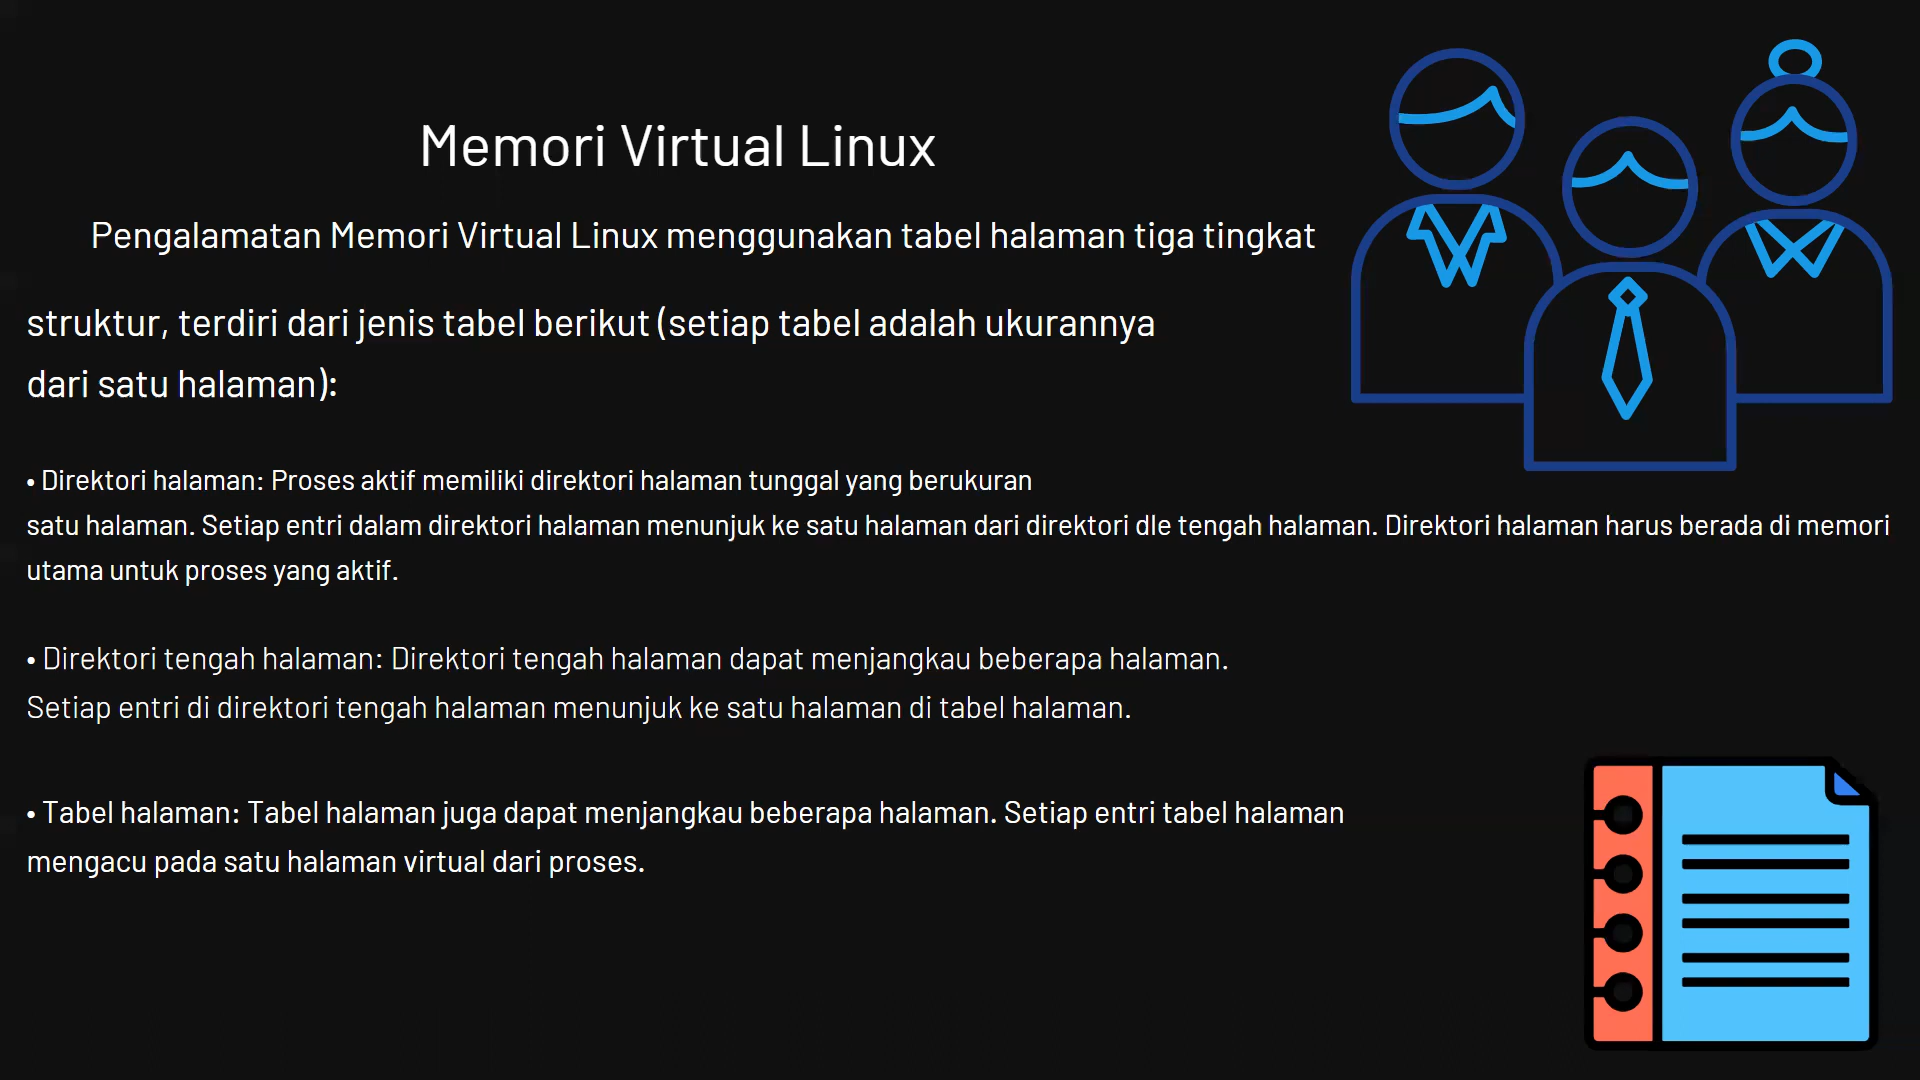 Memori Virtual Linux
Pengalamatan Memori Virtual Linux menggunakan tabel halaman tiga tingkat
struktur, terdiri dari jenis tabel berikut (setiap tabel adalah ukurannya
dari satu halaman):
• Direktori halaman: Proses aktif memiliki direktori halaman tunggal yang berukuran
satu halaman. Setiap entri dalam direktori halaman menunjuk ke satu halaman dari direktori dle tengah halaman. Direktori halaman harus berada di memori
utama untuk proses yang aktif.
• Direktori tengah halaman: Direktori tengah halaman dapat menjangkau beberapa halaman.
Setiap entri di direktori tengah halaman menunjuk ke satu halaman di tabel halaman.
• Tabel halaman: Tabel halaman juga dapat menjangkau beberapa halaman. Setiap entri tabel halaman
mengacu pada satu halaman virtual dari proses.